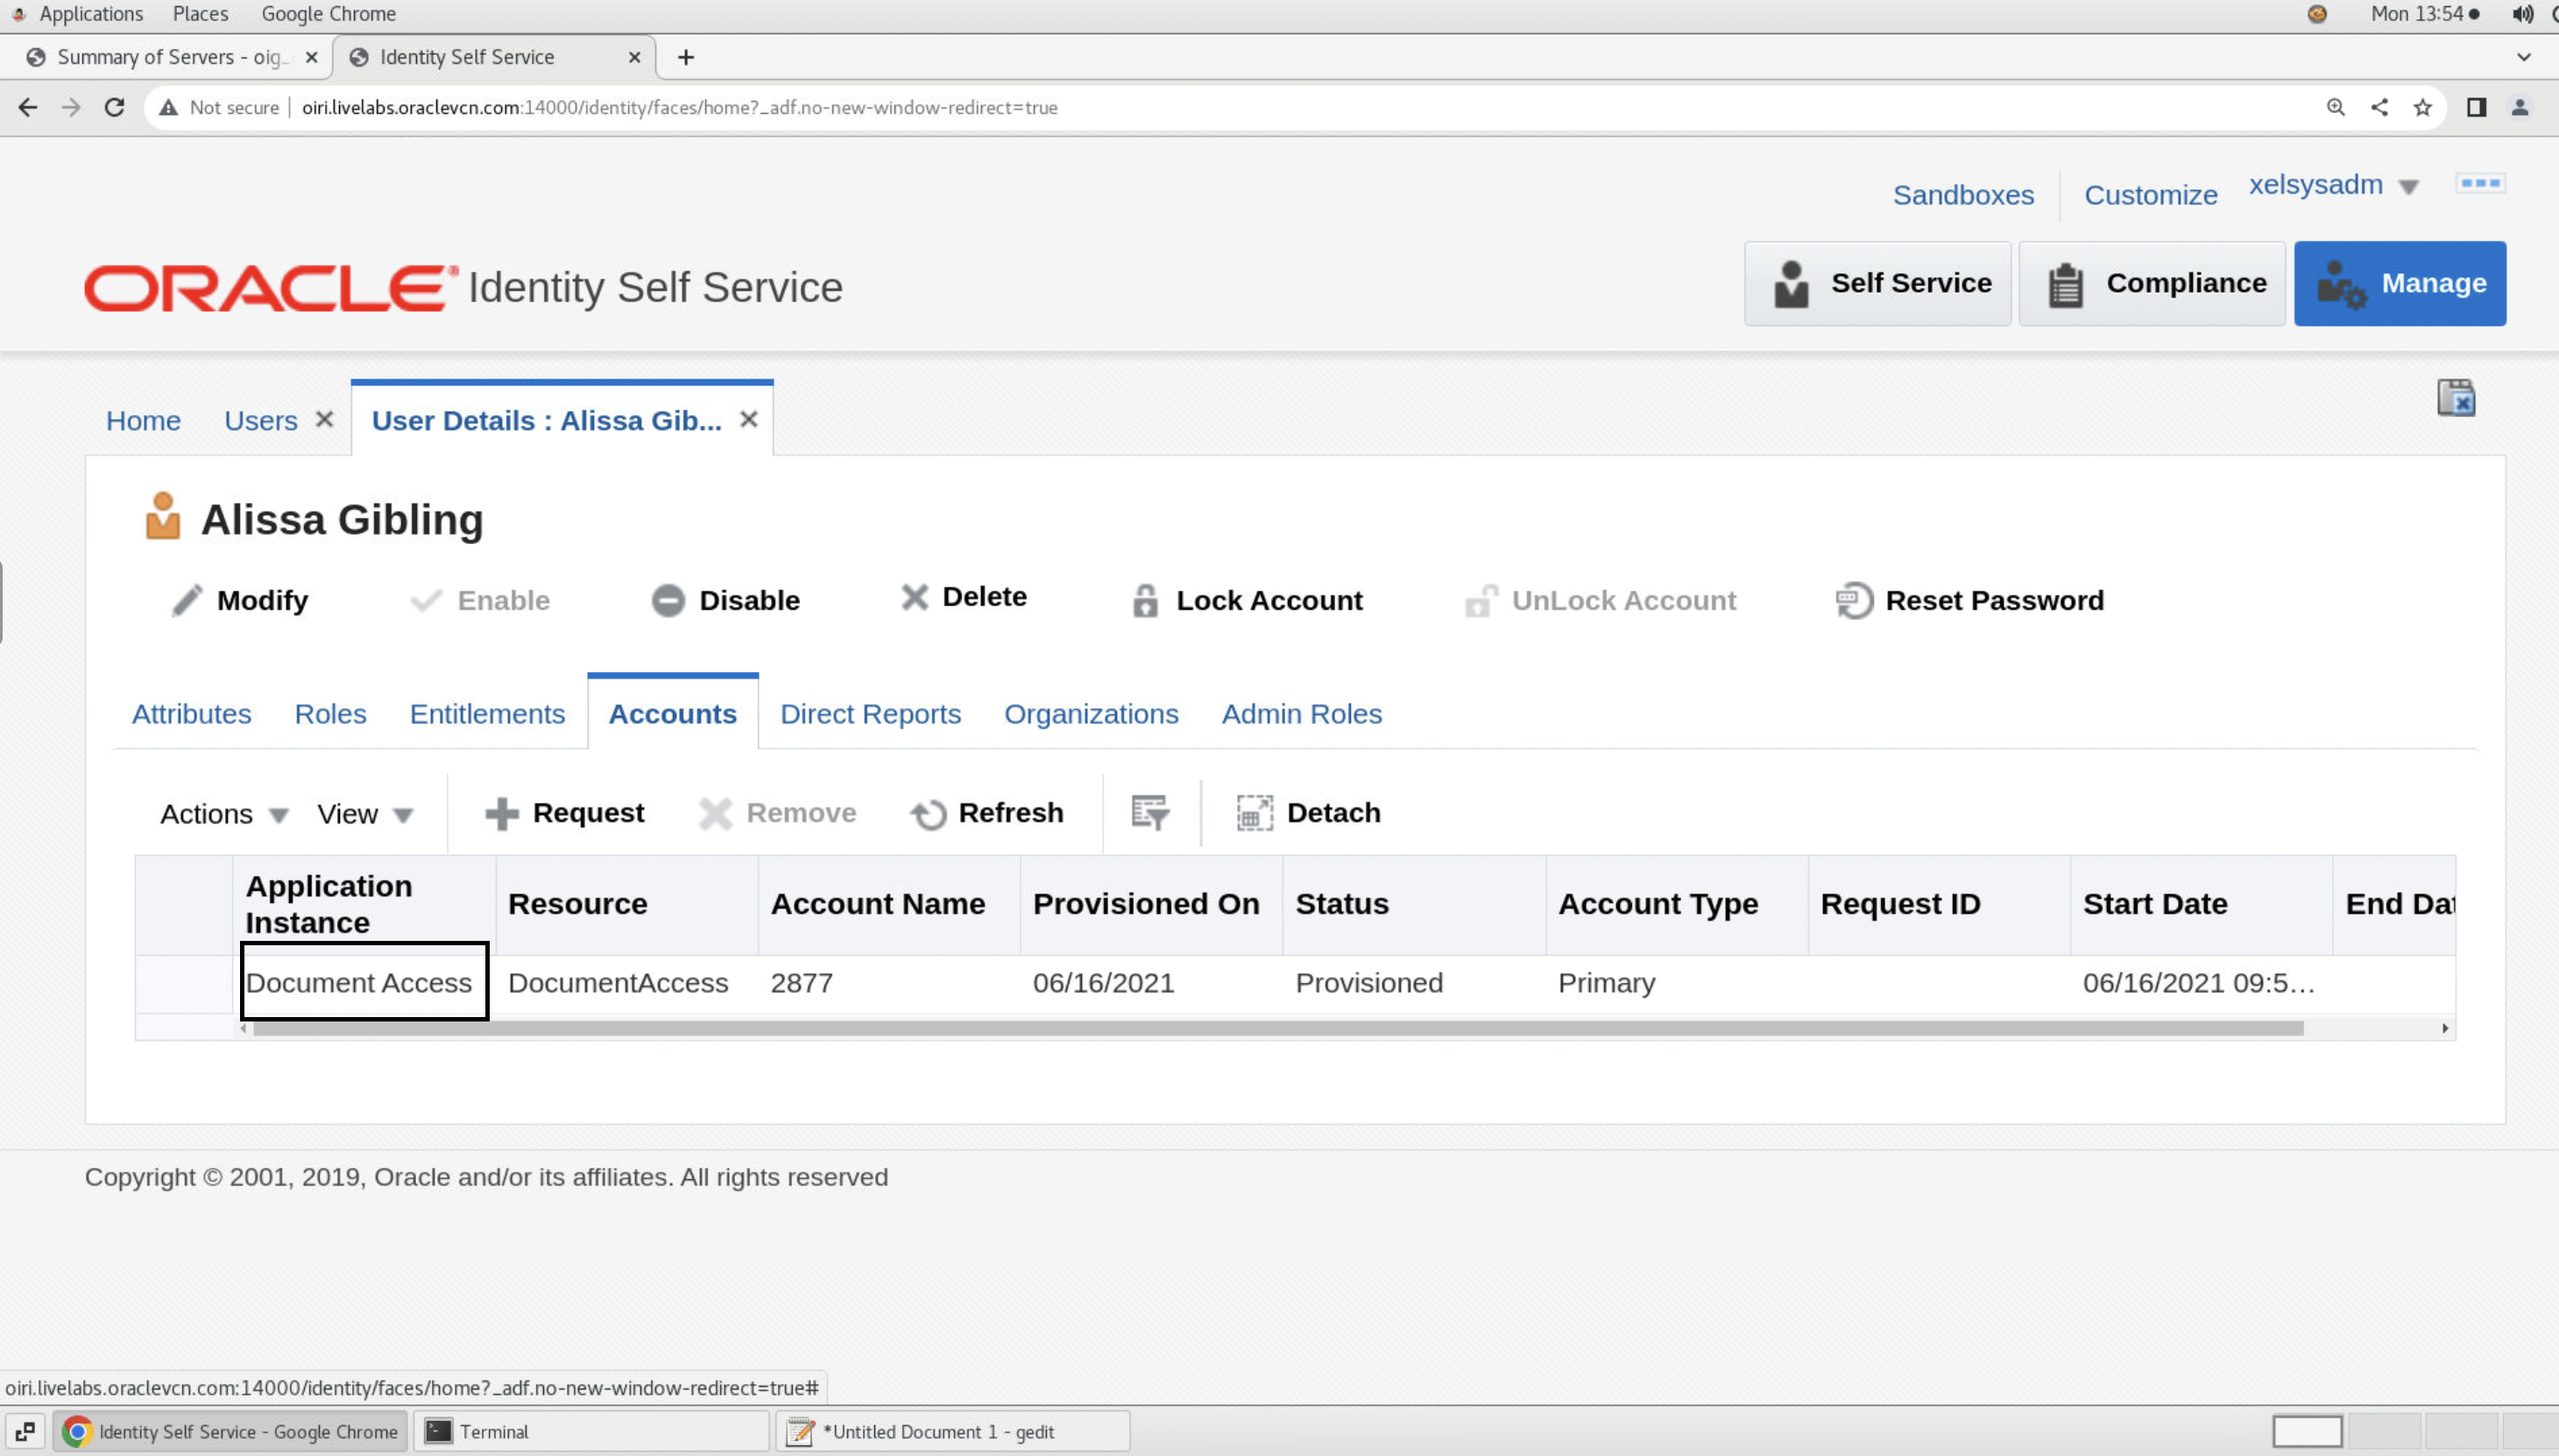 Applications Places Google Chrome Mon 13:54
Summary of Servers - oig_ Identity Self Service
Not secure oiri.livelabs.oraclevcn.com:14000/identity/faces/home?_adf.no-new-window-redirect=true
Sandboxes Customize xelsysadm
ORACLE Identity Self Service Self Service Compliance Manage
Home Users User Details : Alissa Gib...
Alissa Gibling
Modify Enable Disable Delete Lock Account UnLock Account Reset Password
Attributes Roles Entitlements Accounts Direct Reports Organizations Admin Roles
Actions View Request Remove Refresh Detach
Application Instance Resource Account Name Provisioned On Status Account Type Request ID Start Date End Dat
Document Access DocumentAccess 2877 06/16/2021 Provisioned Primary 06/16/2021 09:5...
Copyright © 2001, 2019, Oracle and/or its affiliates. All rights reserved
oiri.livelabs.oraclevcn.com:14000/identity/faces/home?_adf.no-new-window-redirect=true#
Identity Self Service - Google Chrome Terminal *Untitled Document 1 - gedit